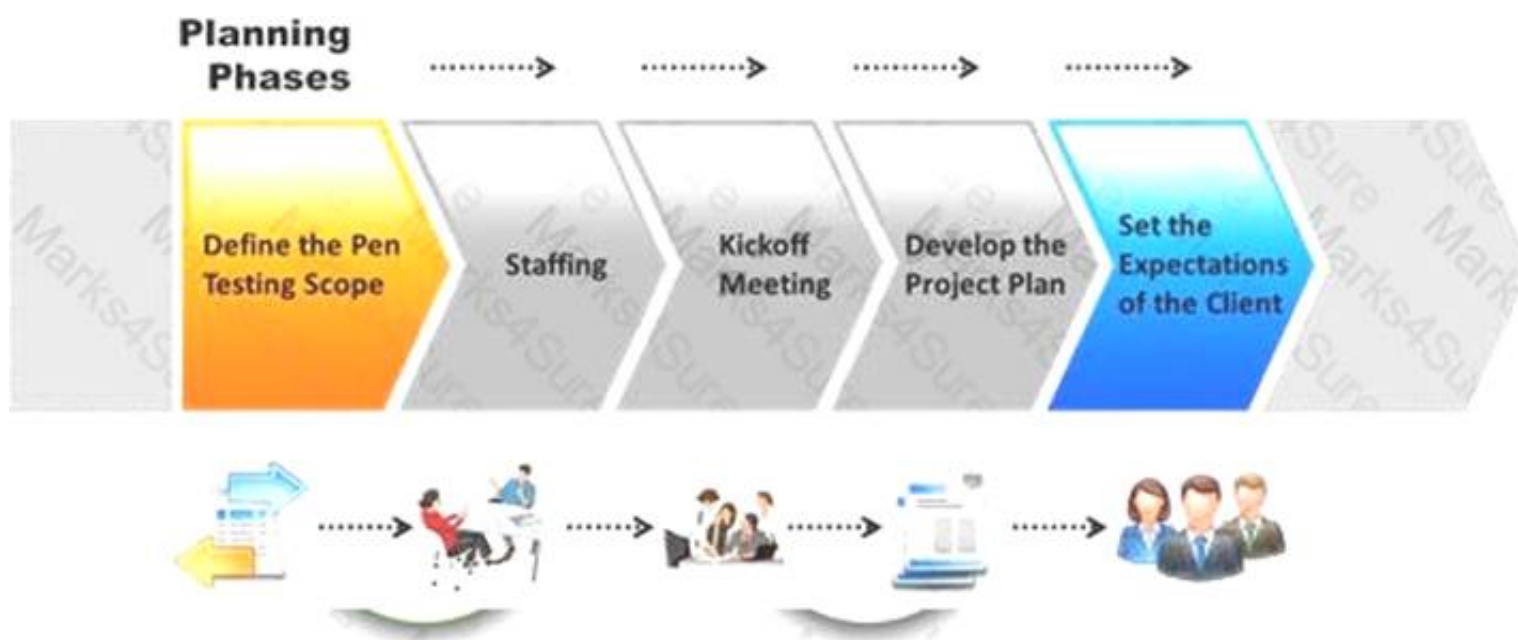 Planning
Phases
Define the Pen
Testing Scope
Staffing
Kickoff
Meeting
Develop the
Project Plan
Set the
Expectations
of the Client
Marks4Sure